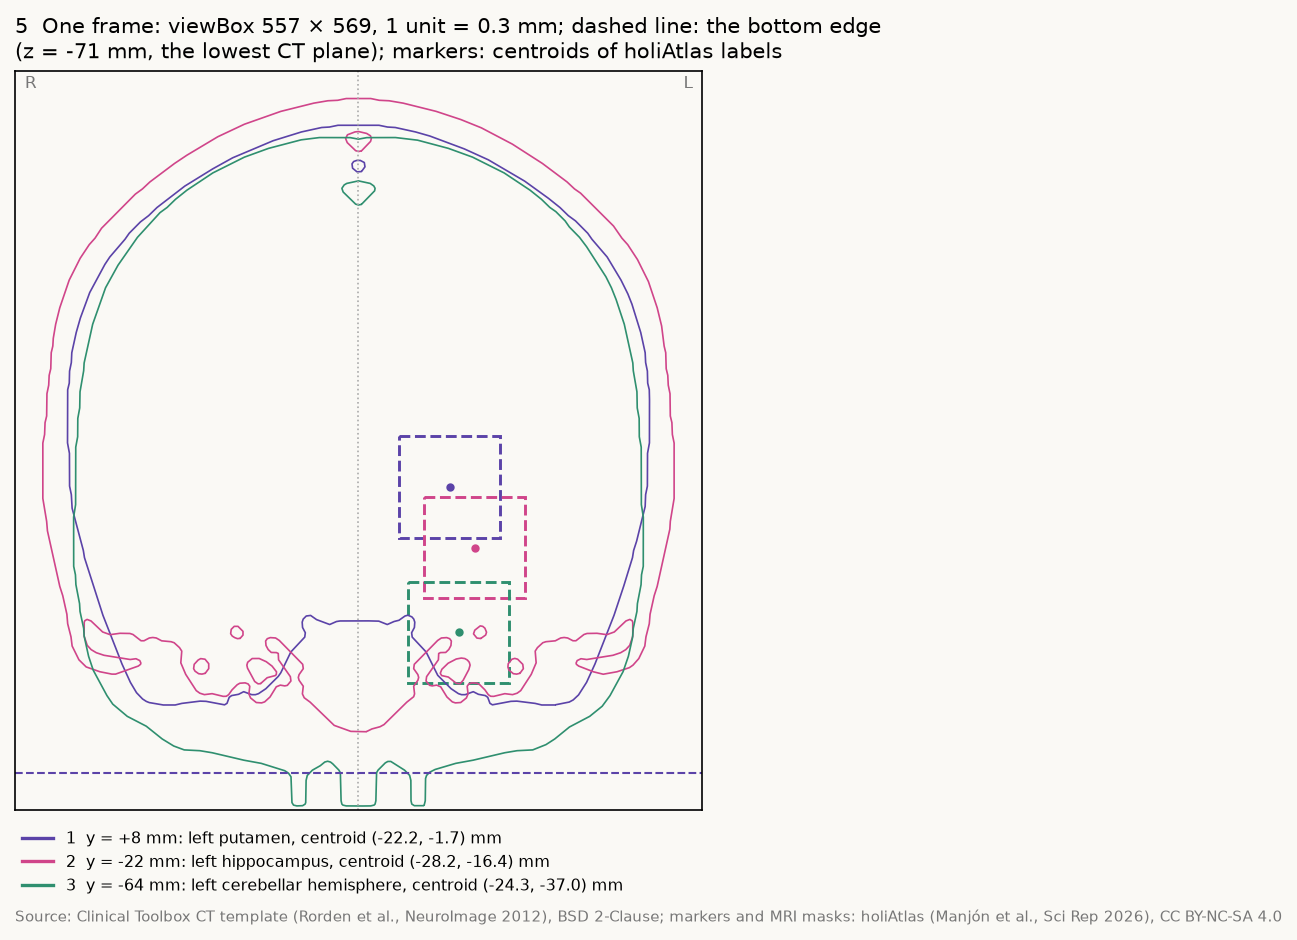 5  One frame: viewBox 557 × 569, 1 unit = 0.3 mm; dashed line: the bottom edge
(z = -71 mm, the lowest CT plane); markers: centroids of holiAtlas labels
R L
1  y = +8 mm: left putamen, centroid (-22.2, -1.7) mm
2  y = -22 mm: left hippocampus, centroid (-28.2, -16.4) mm
3  y = -64 mm: left cerebellar hemisphere, centroid (-24.3, -37.0) mm
Source: Clinical Toolbox CT template (Rorden et al., NeuroImage 2012), BSD 2-Clause; markers and MRI masks: holiAtlas (Manjón et al., Sci Rep 2026), CC BY-NC-SA 4.0